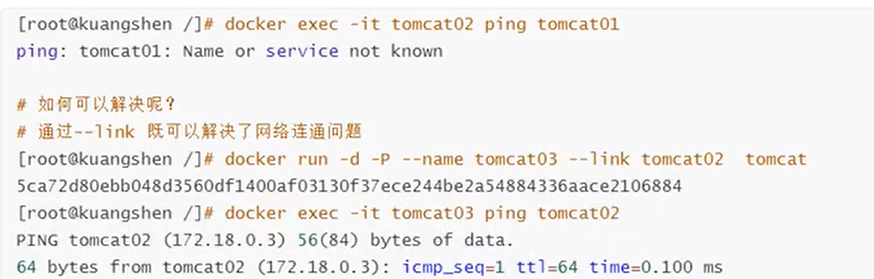 [root@kuangshen /]# docker exec -it tomcat02 ping tomcat01
ping: tomcat01: Name or service not known
# 如何可以解决呢？
# 通过--link 既可以解决了网络连通问题
[root@kuangshen /]# docker run -d -P --name tomcat03 --link tomcat02  tomcat
5ca72d80ebb048d3560df1400af03130f37ece244be2a54884336aace2106884
[root@kuangshen /]# docker exec -it tomcat03 ping tomcat02
PING tomcat02 (172.18.0.3) 56(84) bytes of data.
64 bytes from tomcat02 (172.18.0.3): icmp_seq=1 ttl=64 time=0.100 ms